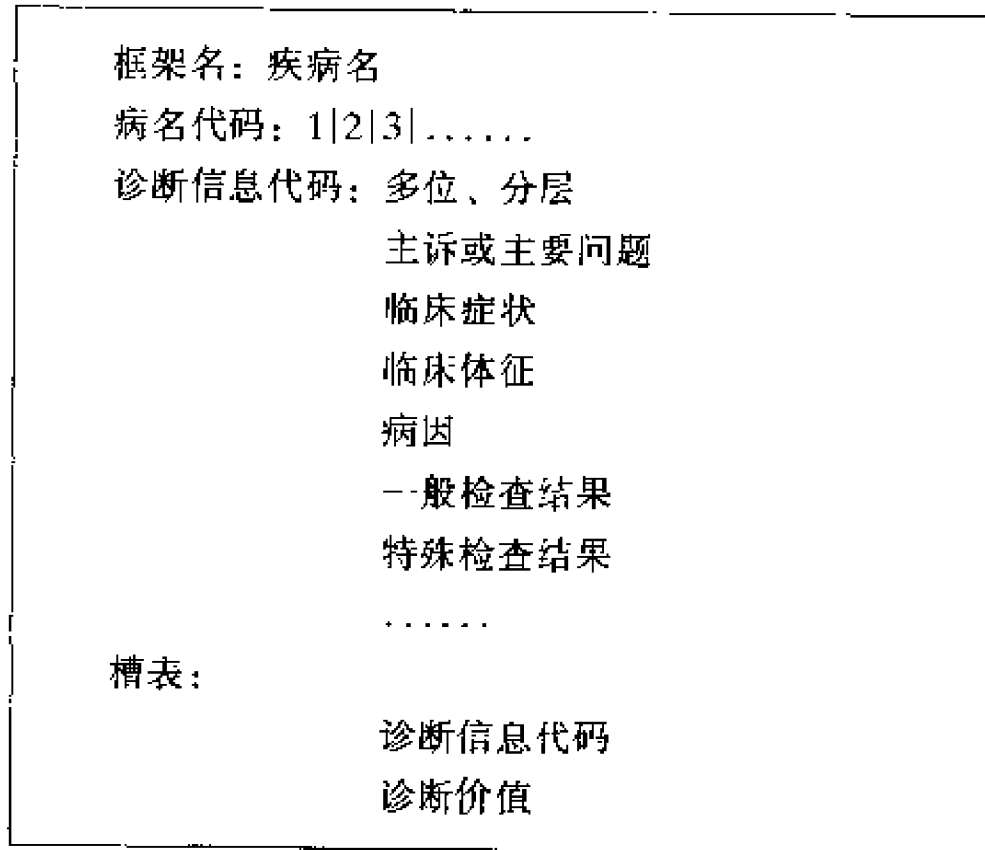 框架名：疾病名
病名代码：1|2|3|......
诊断信息代码：多位、分层
主诉或主要问题
临床症状
临床体征
病因
一般检查结果
特殊检查结果
......
槽表：
诊断信息代码
诊断价值